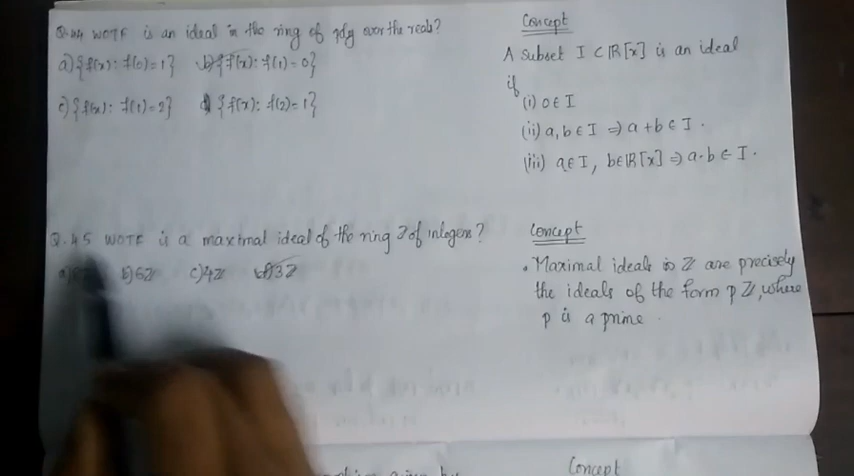 Q.44 WOTF is an ideal in the ring of poly over the reals?
a) {f(x): f(0)=1} b) {f(x): f(1)=0}
c) {f(x): f(1)=2} d) {f(x): f(2)=1}
Concept
A subset I ⊂ ℝ[x] is an ideal
if
(i) 0 ∈ I
(ii) a, b ∈ I ⇒ a + b ∈ I.
(iii) a ∈ I, b ∈ ℝ[x] ⇒ a·b ∈ I.
Q.45 WOTF is a maximal ideal of the ring ℤ of integers?
a) b) 6ℤ c) 4ℤ d) 3ℤ
Concept
• Maximal ideals in ℤ are precisely
the ideals of the form pℤ, where
p is a prime.
given by
Concept